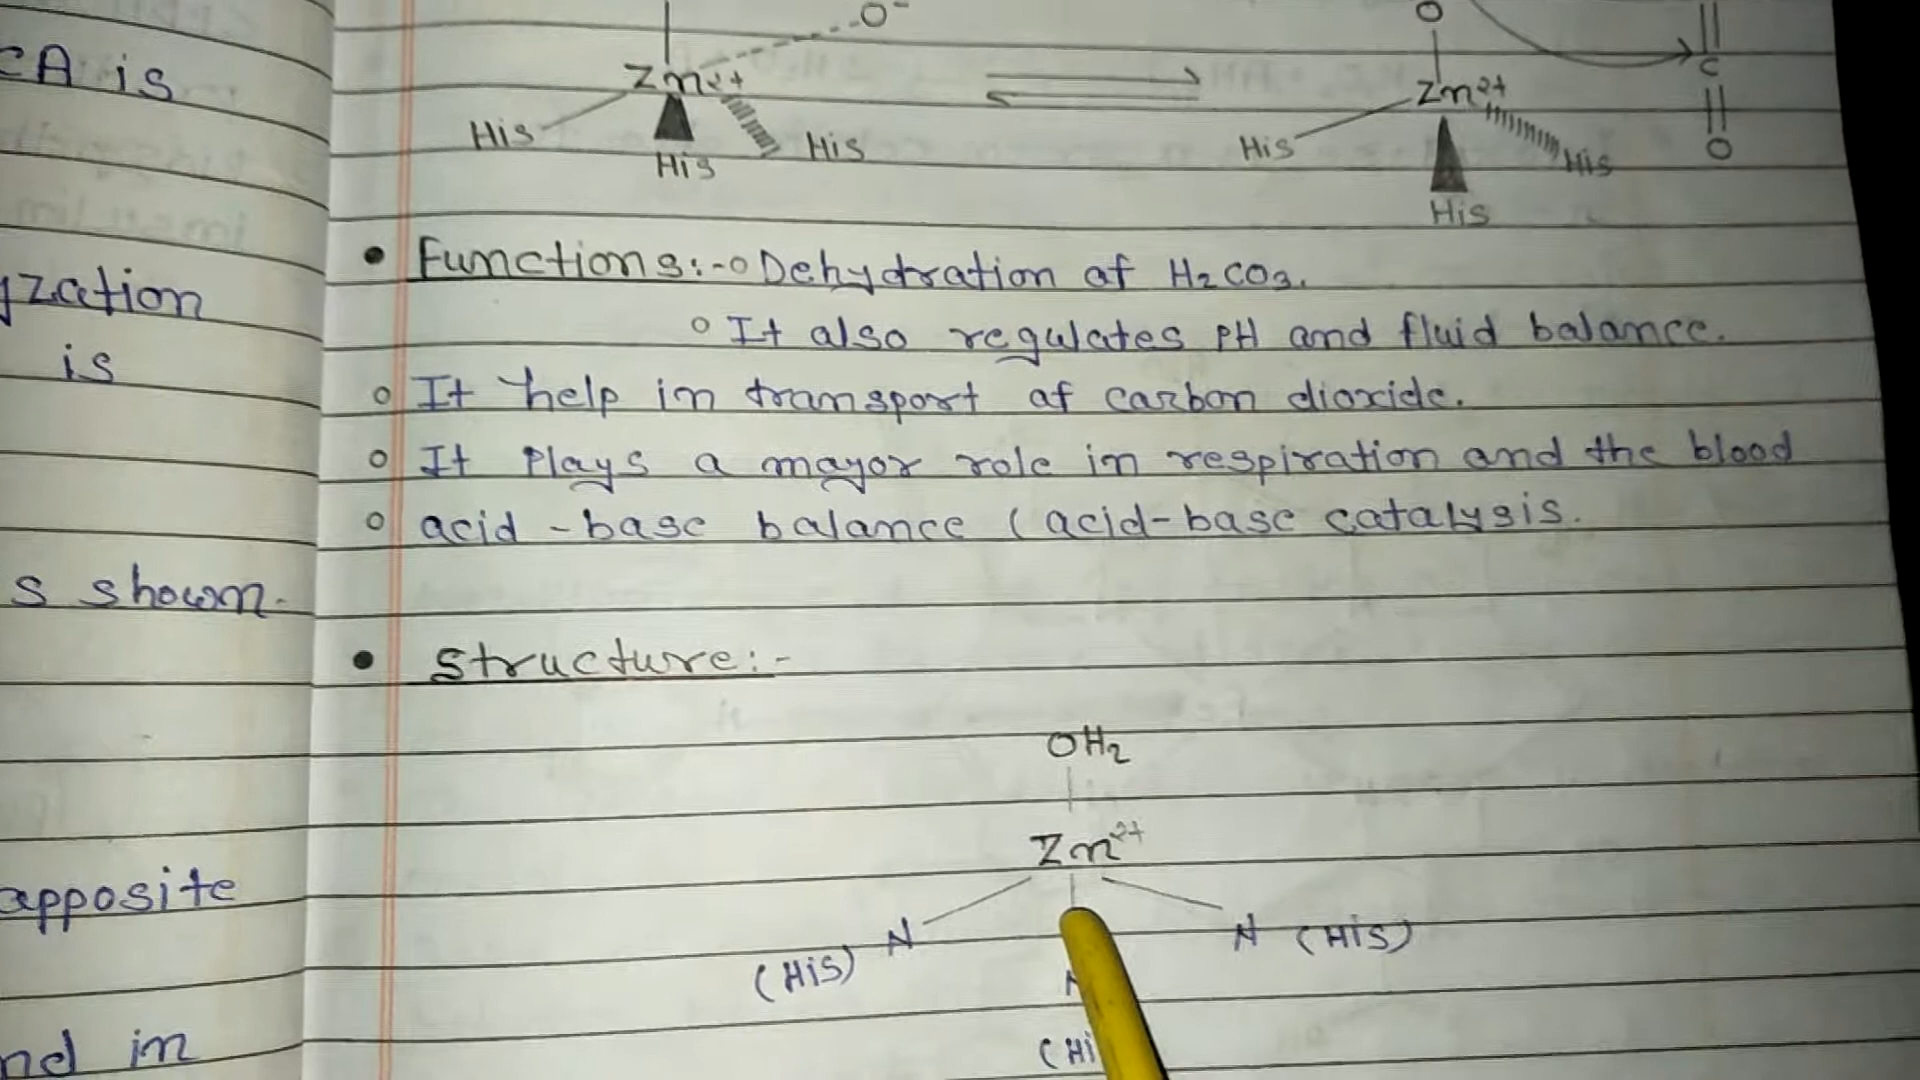 CA is
yzation
is
s shown.
apposite
nd in
O⁻
Zn²⁺
His
His
His
O
Zn²⁺
His
His
His
C
O
• Functions:- o Dehydration of H₂CO₃.
o It also regulates PH and fluid balance.
o It help in transport of carbon dioxide.
o It Plays a mayor role in respiration and the blood
o acid-base balance (acid-base catalysis.
• Structure:-
OH₂
Zn²⁺
N
N (His)
(His)
N
(Hi